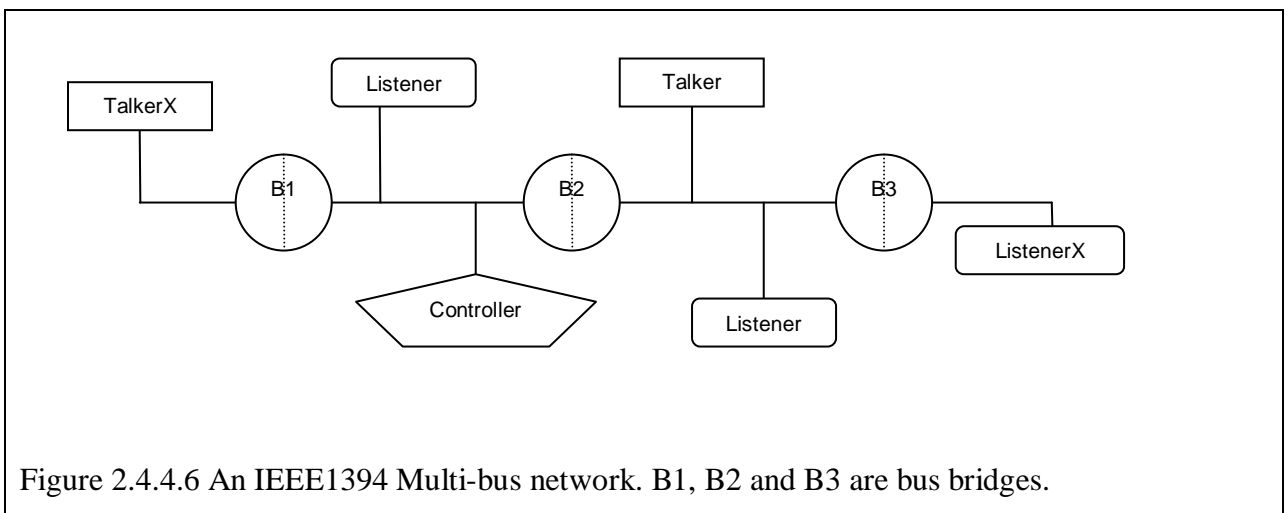 Listener
Talker
TalkerX
B1
B2
B3
ListenerX
Controller
Listener
Figure 2.4.4.6 An IEEE1394 Multi-bus network. B1, B2 and B3 are bus bridges.